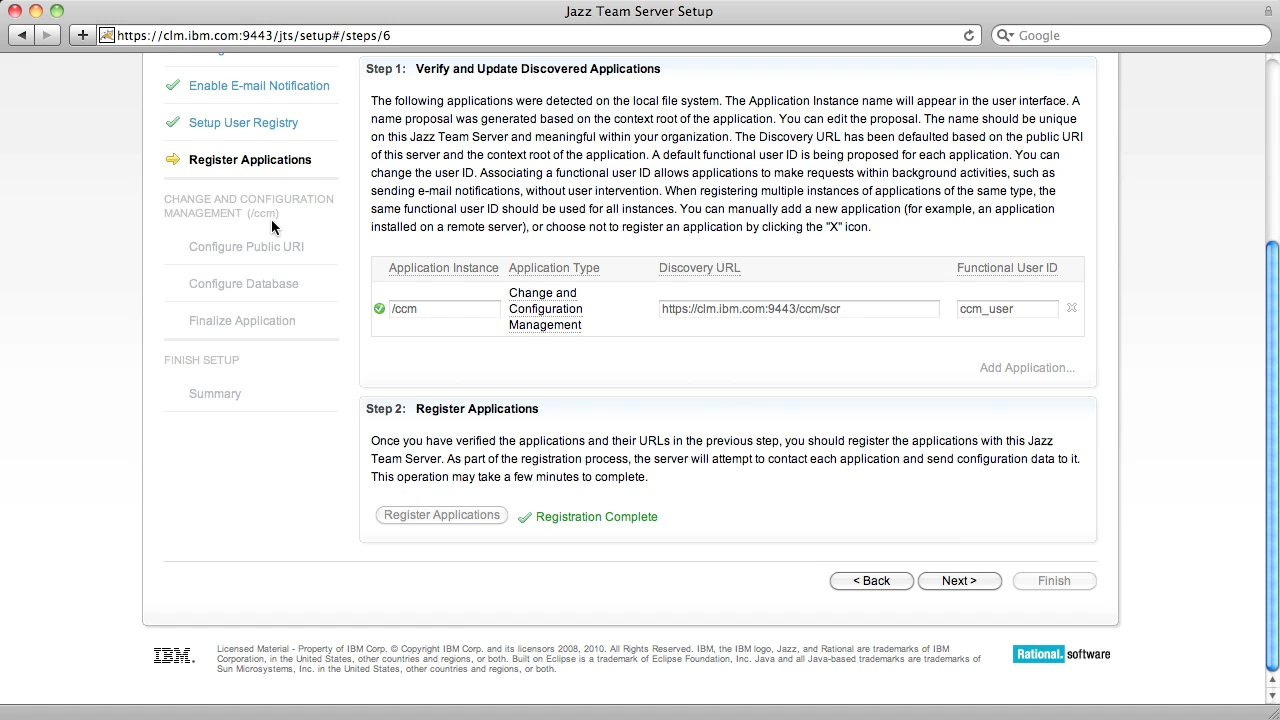 Jazz Team Server Setup
https://clm.ibm.com:9443/jts/setup#/steps/6
Google
Enable E-mail Notification
Setup User Registry
Register Applications
CHANGE AND CONFIGURATION
MANAGEMENT (/ccm)
Configure Public URI
Configure Database
Finalize Application
FINISH SETUP
Summary
Step 1: Verify and Update Discovered Applications
The following applications were detected on the local file system. The Application Instance name will appear in the user interface. A
name proposal was generated based on the context root of the application. You can edit the proposal. The name should be unique
on this Jazz Team Server and meaningful within your organization. The Discovery URL has been defaulted based on the public URI
of this server and the context root of the application. A default functional user ID is being proposed for each application. You can
change the user ID. Associating a functional user ID allows applications to make requests within background activities, such as
sending e-mail notifications, without user intervention. When registering multiple instances of applications of the same type, the
same functional user ID should be used for all instances. You can manually add a new application (for example, an application
installed on a remote server), or choose not to register an application by clicking the "X" icon.
Application Instance Application Type Discovery URL Functional User ID
/ccm Change and Configuration Management https://clm.ibm.com:9443/ccm/scr ccm_user
Add Application...
Step 2: Register Applications
Once you have verified the applications and their URLs in the previous step, you should register the applications with this Jazz
Team Server. As part of the registration process, the server will attempt to contact each application and send configuration data to it.
This operation may take a few minutes to complete.
Register Applications Registration Complete
< Back Next > Finish
IBM.
Licensed Material - Property of IBM Corp. © Copyright IBM Corp. and its licensors 2008, 2010. All Rights Reserved. IBM, the IBM logo, Jazz, and Rational are trademarks of IBM
Corporation, in the United States, other countries and regions, or both. Built on Eclipse is a trademark of Eclipse Foundation, Inc. Java and all Java-based trademarks are trademarks of
Sun Microsystems, Inc. in the United States, other countries and regions, or both.
Rational. software